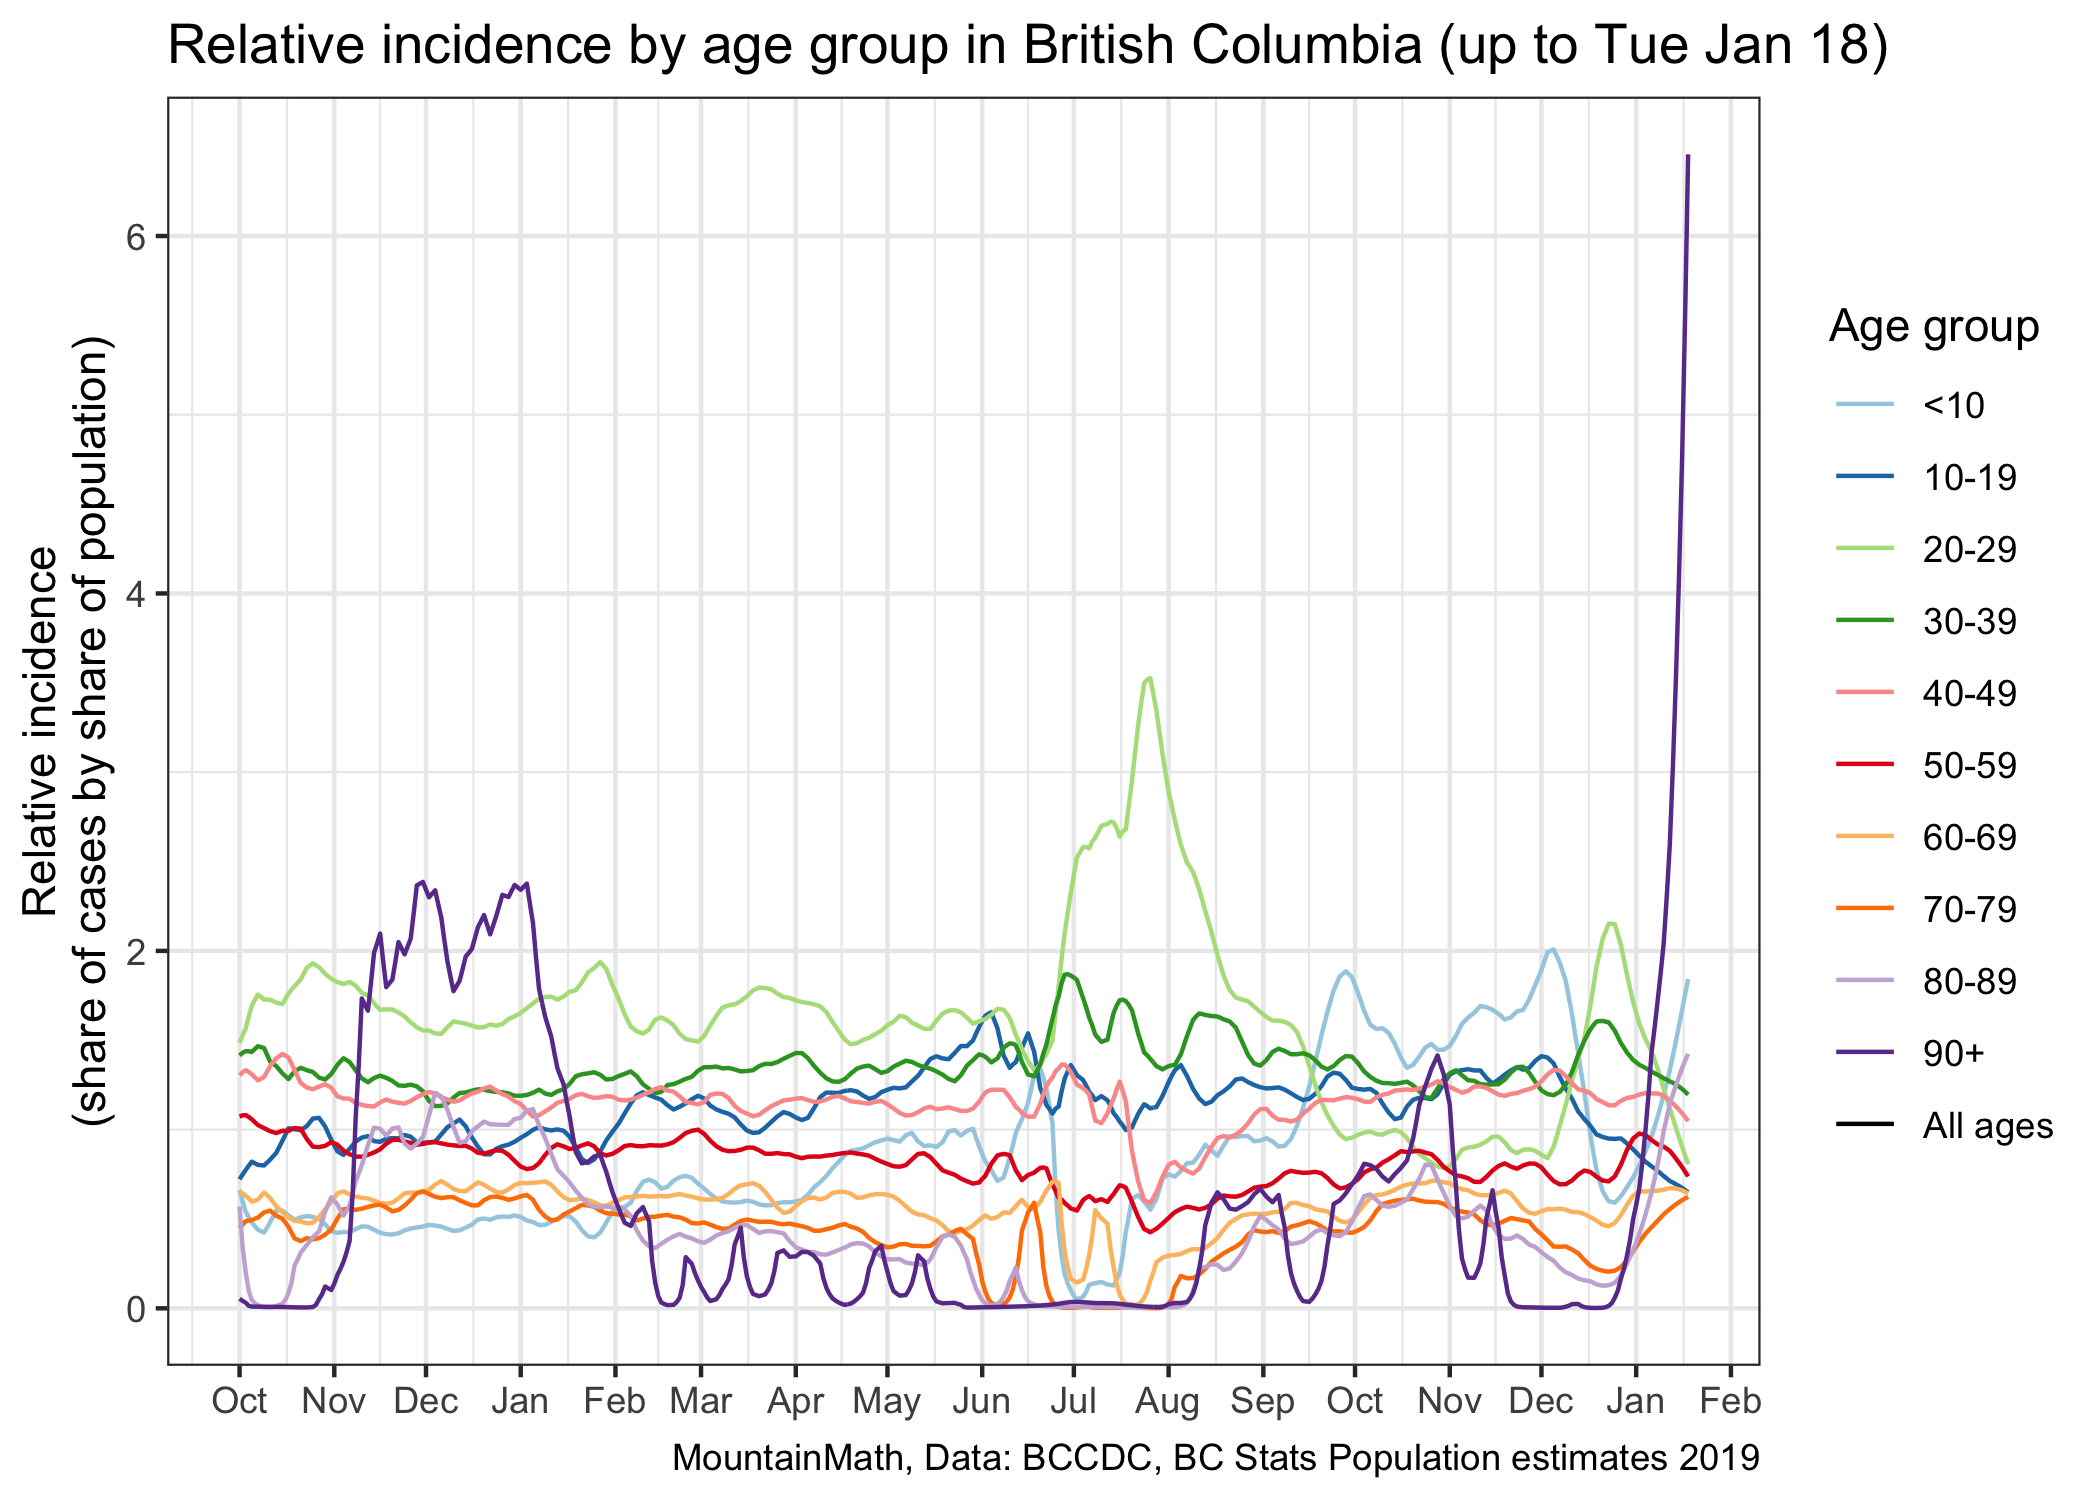 Relative incidence by age group in British Columbia (up to Tue Jan 18)
Relative incidence
(share of cases by share of population)
6
4
2
0
Oct Nov Dec Jan Feb Mar Apr May Jun Jul Aug Sep Oct Nov Dec Jan Feb
Age group
<10
10-19
20-29
30-39
40-49
50-59
60-69
70-79
80-89
90+
All ages
MountainMath, Data: BCCDC, BC Stats Population estimates 2019